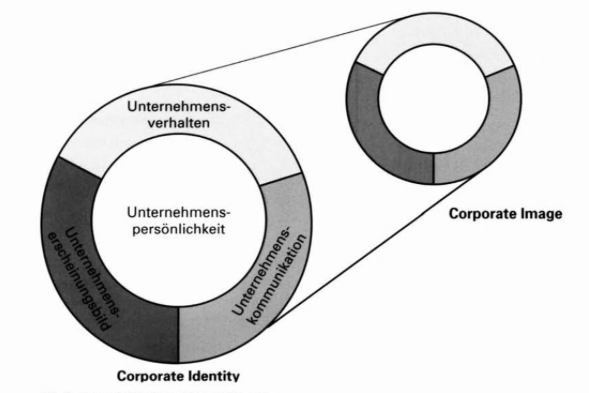 Unternehmens-
verhalten
Unternehmens-
persönlichkeit
Unternehmens-
erscheinungsbild
Unternehmens-
kommunikation
Corporate Identity
Corporate Image